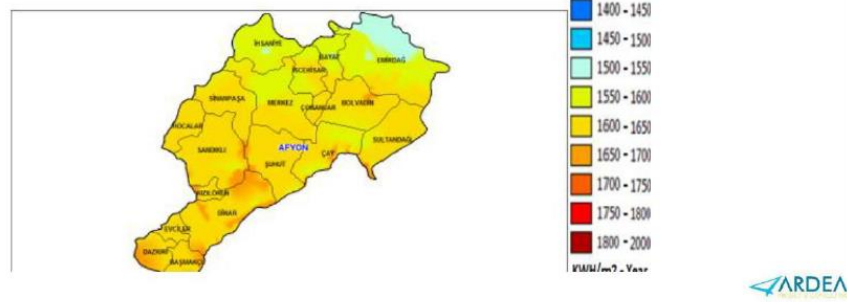 1400 - 1450
1450 - 1500
1500 - 1550
1550 - 1600
1600 - 1650
1650 - 1700
1700 - 1750
1750 - 1800
1800 - 2000
KWH/m2 - Year
İHSANİYE
BAYAT
EMİRDAĞ
İSCEHİSAR
SİNANPAŞA
MERKEZ
ÇOBANLAR
BOLVADİN
HOCALAR
SANDIKLI
AFYON
ŞUHUT
ÇAY
SULTANDAĞI
KIZILÖREN
DİNAR
EVCİLER
DAZKIRI
BAŞMAKÇI
ARDEA